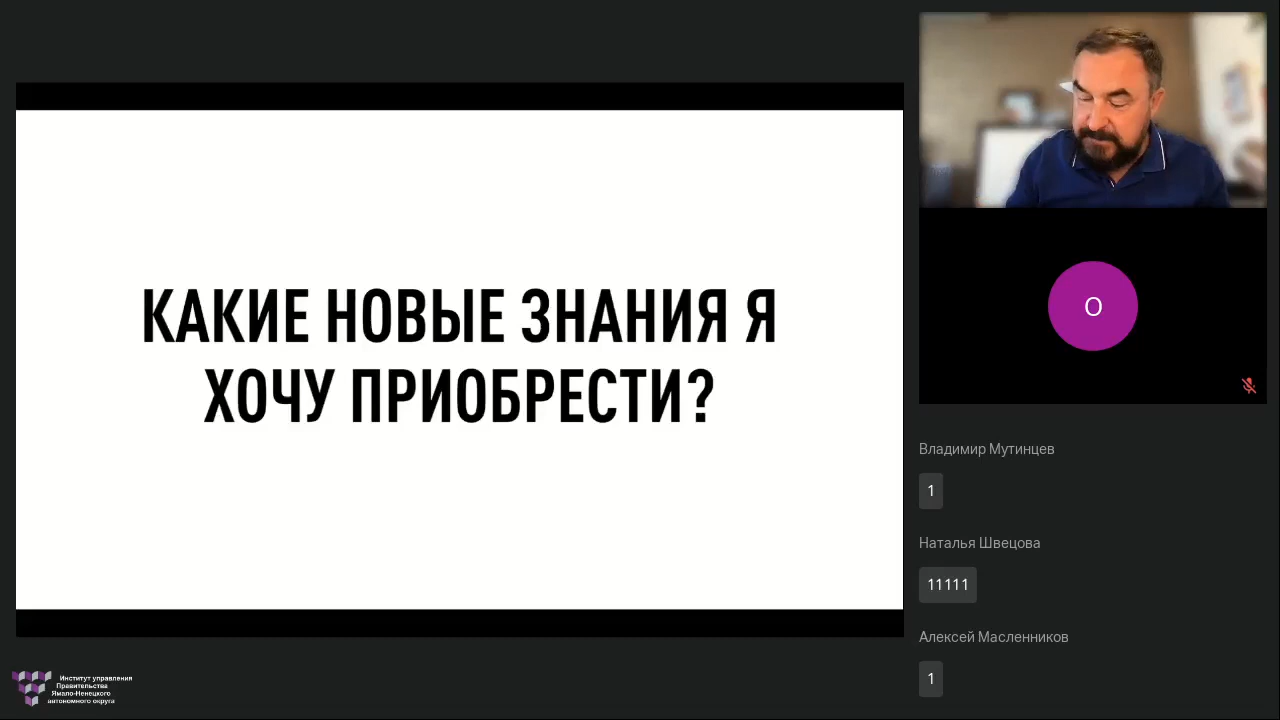 КАКИЕ НОВЫЕ ЗНАНИЯ Я
ХОЧУ ПРИОБРЕСТИ?
O
Владимир Мутинцев
1
Наталья Швецова
11111
Алексей Масленников
1
Институт управления
Правительства
Ямало-Ненецкого
автономного округа